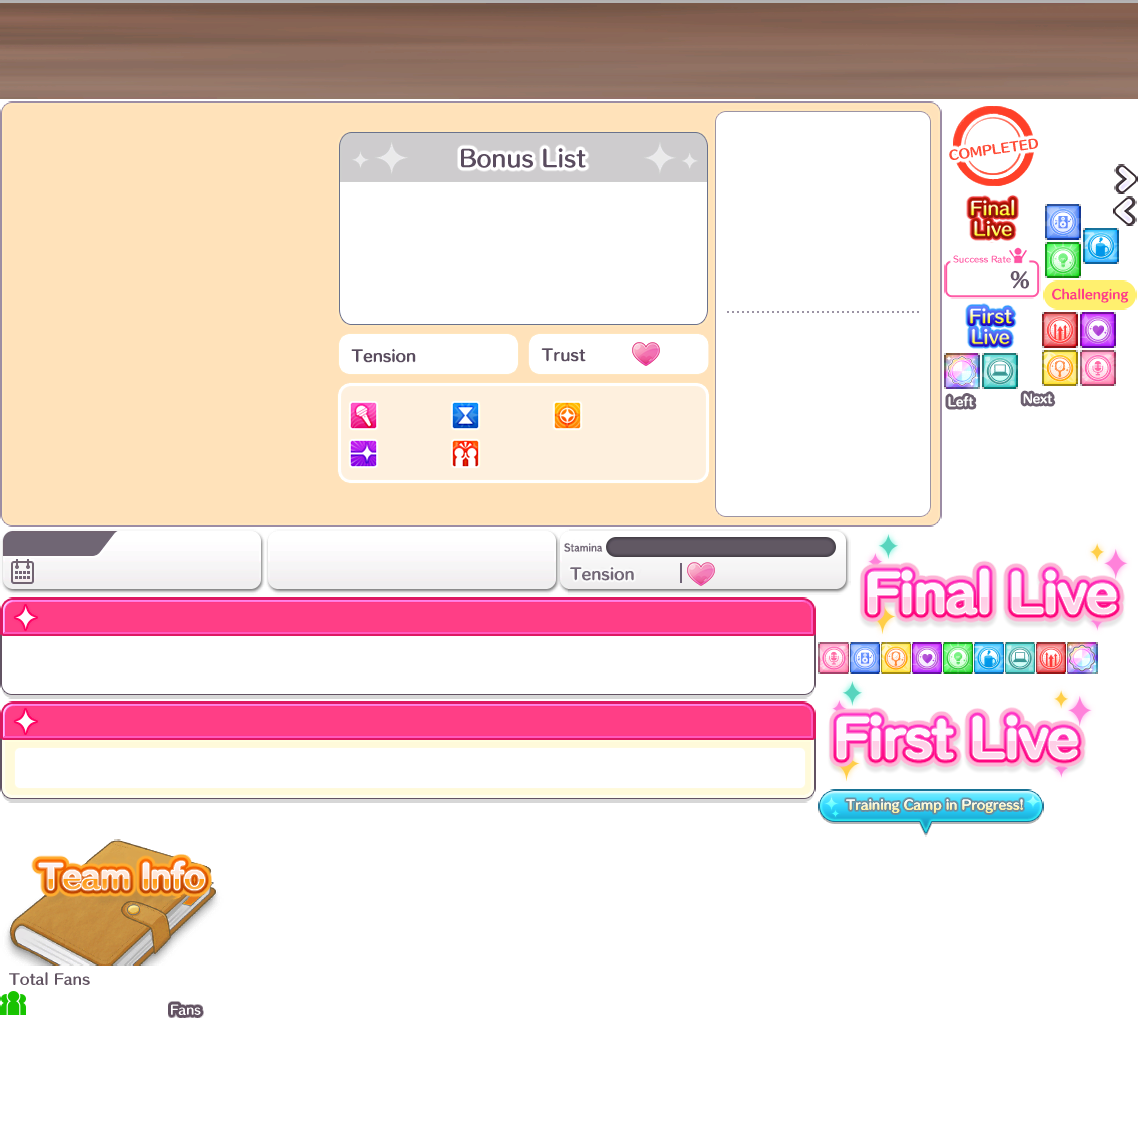 Bonus List
COMPLETED
Final
Live
Success Rate
%
Challenging
First
Live
Left
Next
Tension
Trust
Stamina
Tension
Final Live
First Live
Training Camp in Progress!
Team Info
Total Fans
Fans